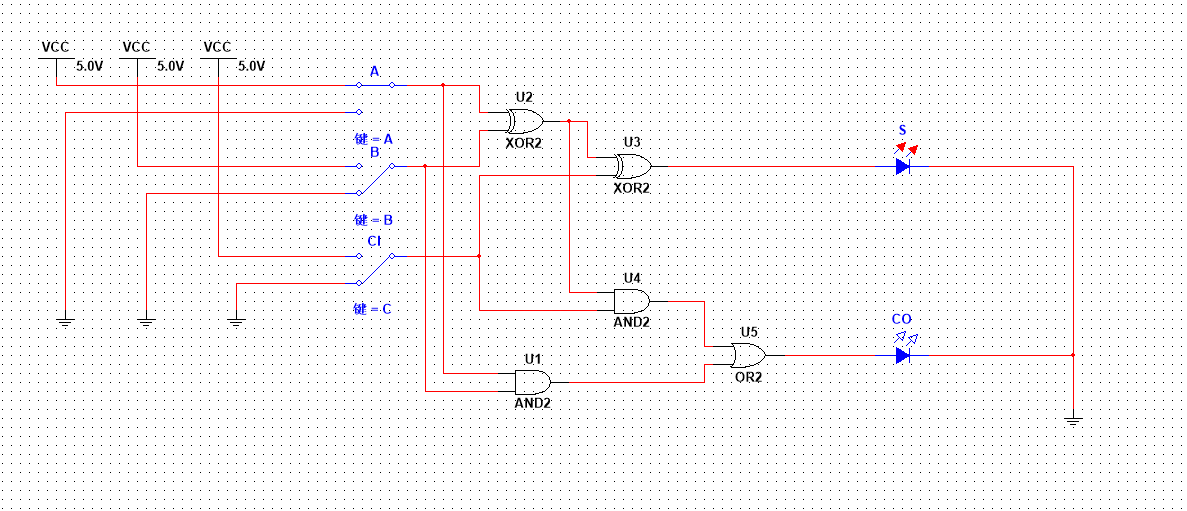 VCC
5.0V
VCC
5.0V
VCC
5.0V
A
键 = A
B
键 = B
CI
键 = C
U2
XOR2
U3
XOR2
S
U4
AND2
U5
OR2
CO
U1
AND2